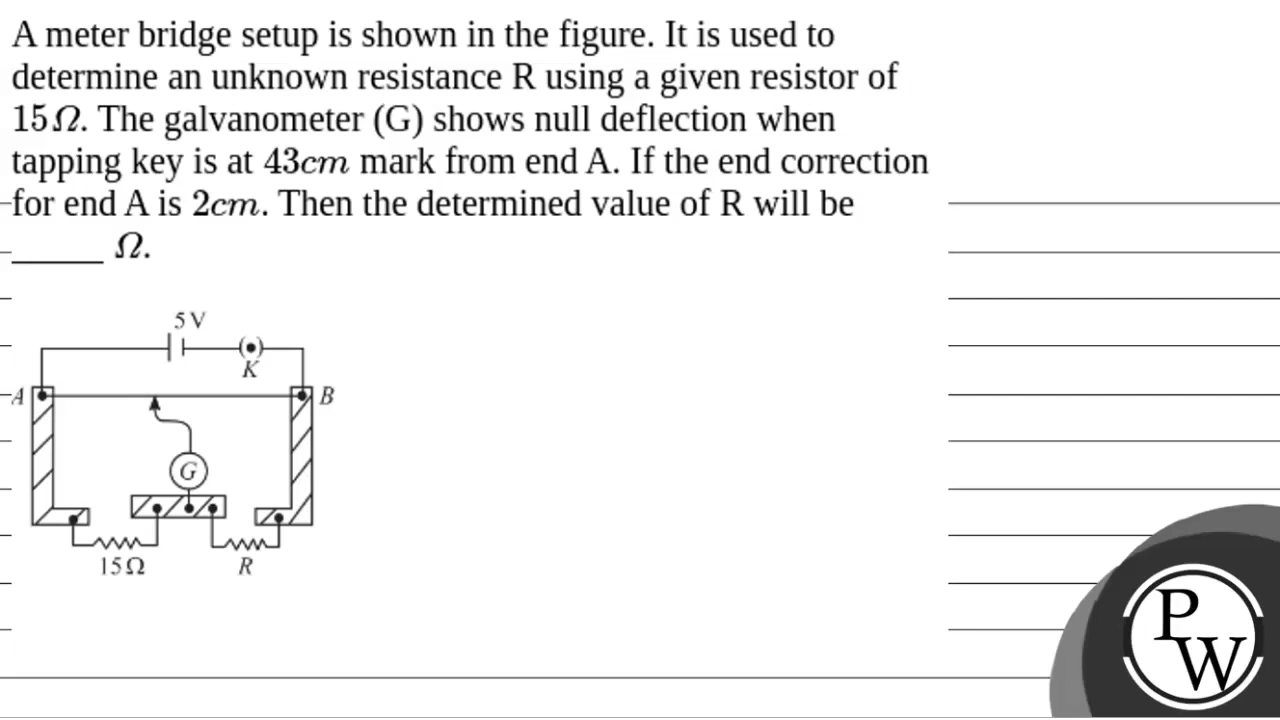 A meter bridge setup is shown in the figure. It is used to
determine an unknown resistance R using a given resistor of
15Ω. The galvanometer (G) shows null deflection when
tapping key is at 43cm mark from end A. If the end correction
for end A is 2cm. Then the determined value of R will be
_____ Ω.
5 V
K
A
B
G
15Ω
R
PW